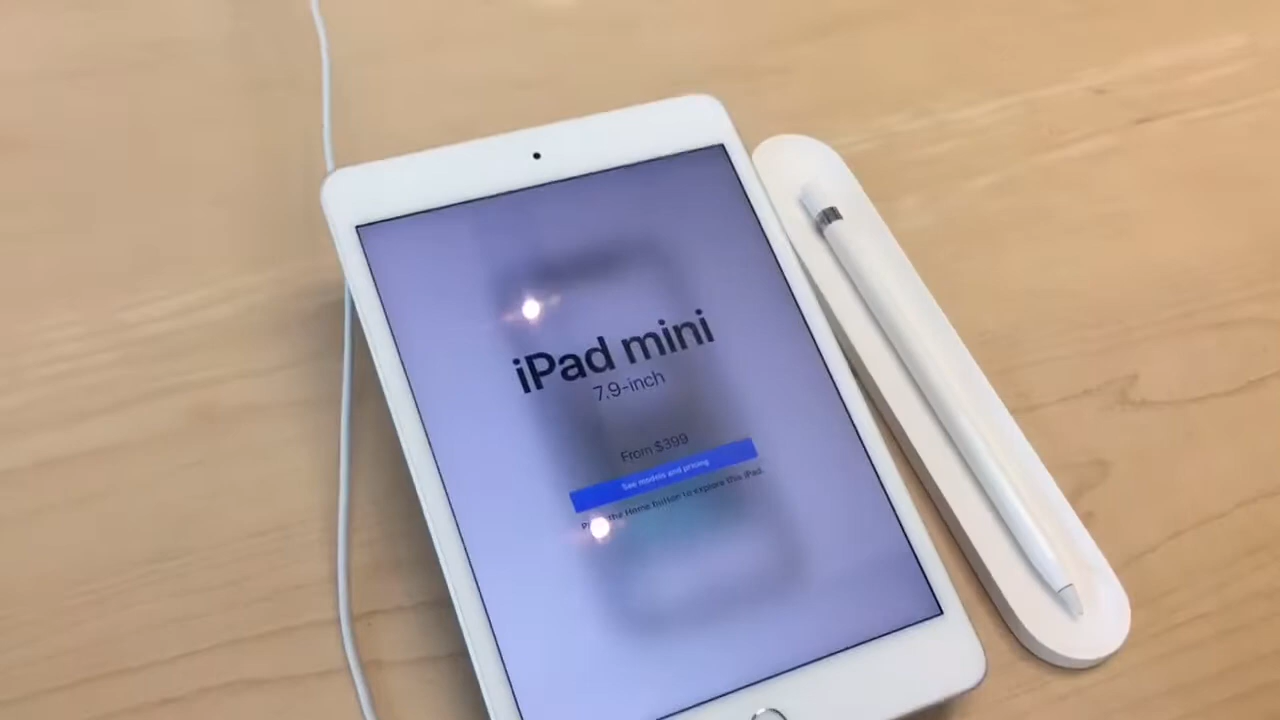 iPad mini
7.9-inch
From $399
See models and pricing
the Home button to explore this iPad.